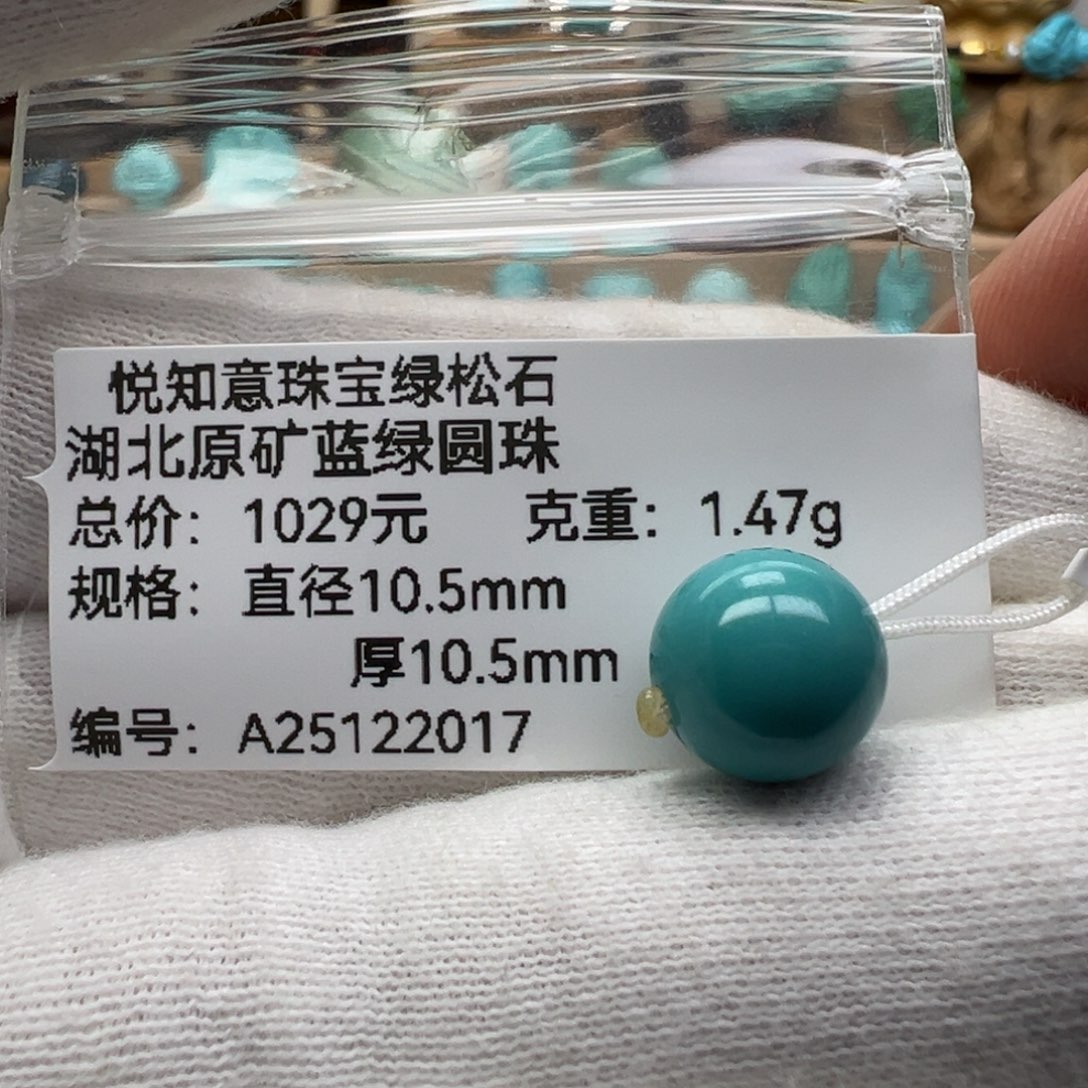 悦知意珠宝绿松石
湖北原矿蓝绿圆珠
总价：1029元 克重：1.47g
规格：直径10.5mm
厚10.5mm
编号：A25122017